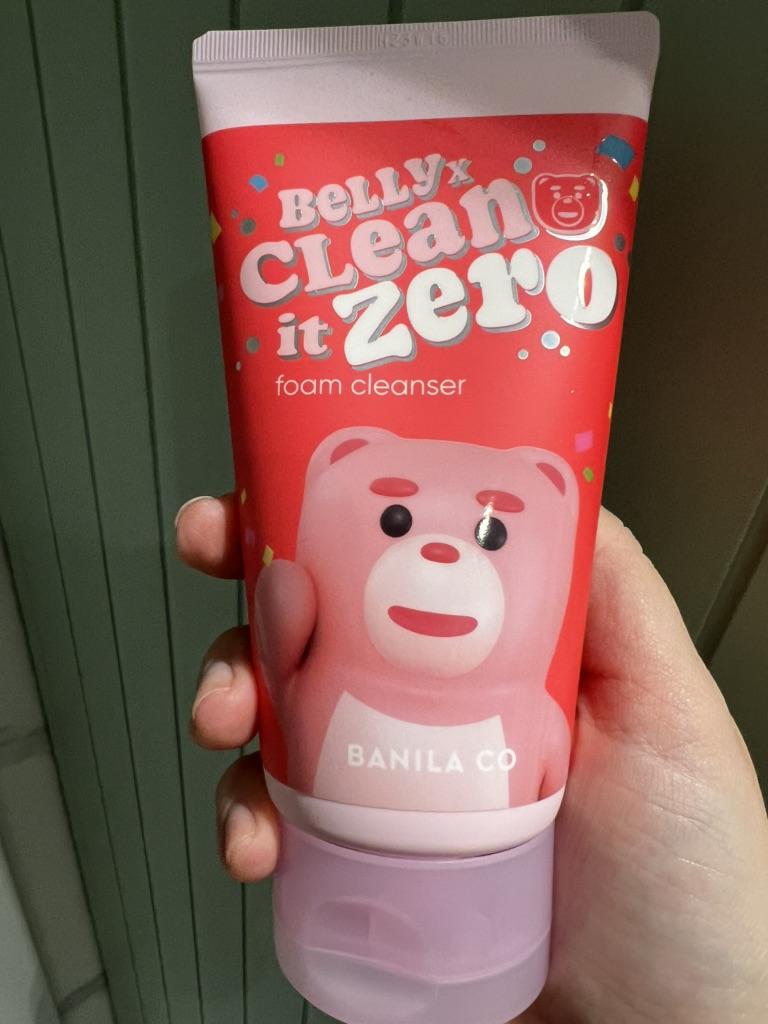 Belly x
Clean
it zero
foam cleanser
BANILA CO